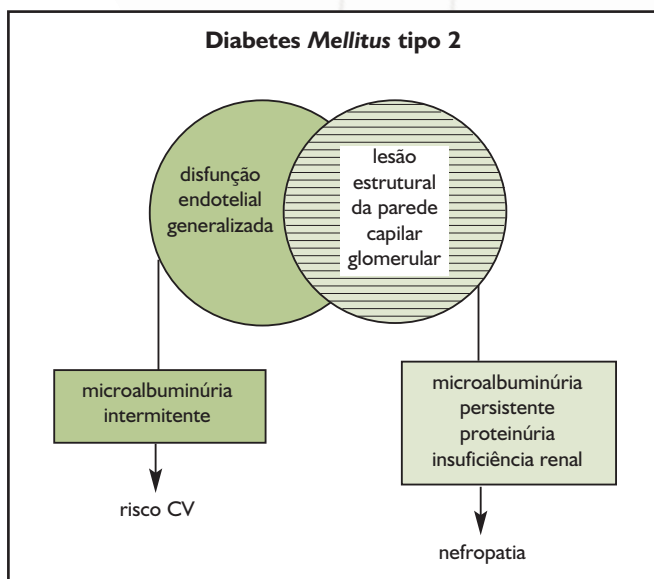 Diabetes Mellitus tipo 2
disfunção
endotelial
generalizada
lesão
estrutural
da parede
capilar
glomerular
microalbuminúria
intermitente
risco CV
microalbuminúria
persistente
proteinúria
insuficiência renal
nefropatia